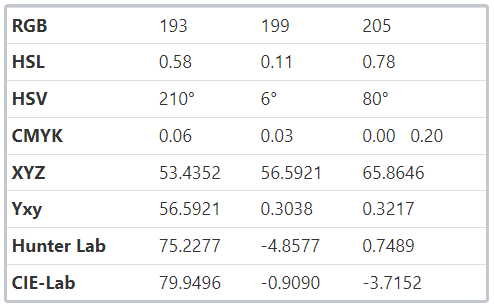 RGB 193 199 205
HSL 0.58 0.11 0.78
HSV 210° 6° 80°
CMYK 0.06 0.03 0.00 0.20
XYZ 53.4352 56.5921 65.8646
Yxy 56.5921 0.3038 0.3217
Hunter Lab 75.2277 -4.8577 0.7489
CIE-Lab 79.9496 -0.9090 -3.7152